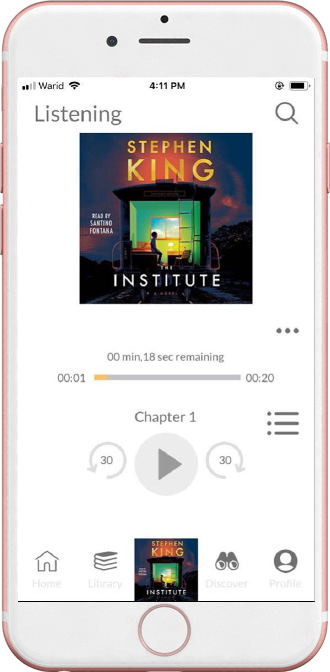 Warid
4:11 PM
Listening
STEPHEN
KING
READ BY
SANTINO
FONTANA
THE
INSTITUTE
A NOVEL
00 min,18 sec remaining
00:01
00:20
Chapter 1
30
30
STEPHEN
KING
INSTITUTE
Home
Library
Discover
Profile